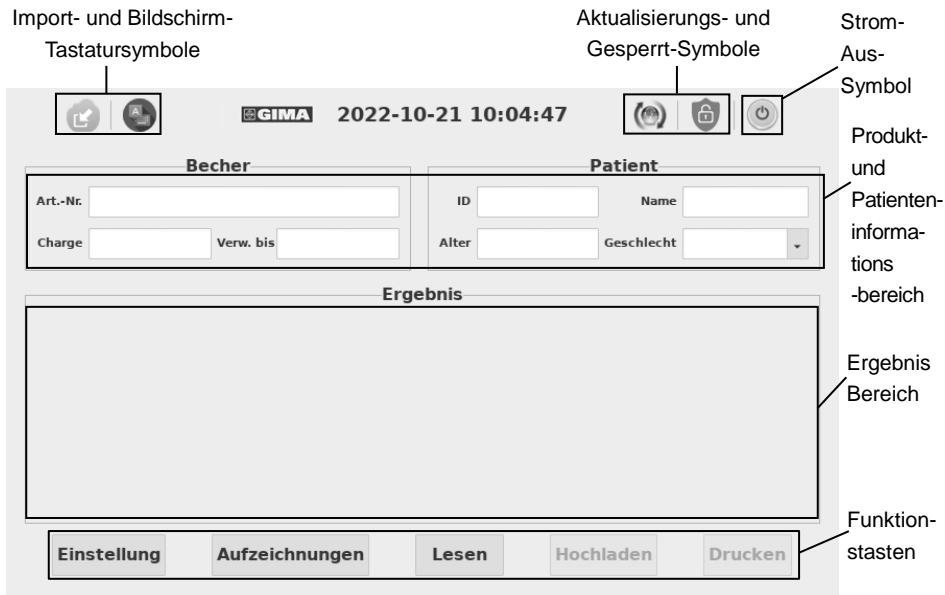 Import- und Bildschirm-
Tastatursymbole
Aktualisierungs- und
Gesperrt-Symbole
Strom-
Aus-
Symbol
GIMA
2022-10-21 10:04:47
Produkt-
und
Patienten-
informa-
tions
-bereich
Becher
Patient
Art.-Nr.
ID
Name
Charge
Verw. bis
Alter
Geschlecht
Ergebnis
Ergebnis
Bereich
Funktion-
stasten
Einstellung
Aufzeichnungen
Lesen
Hochladen
Drucken